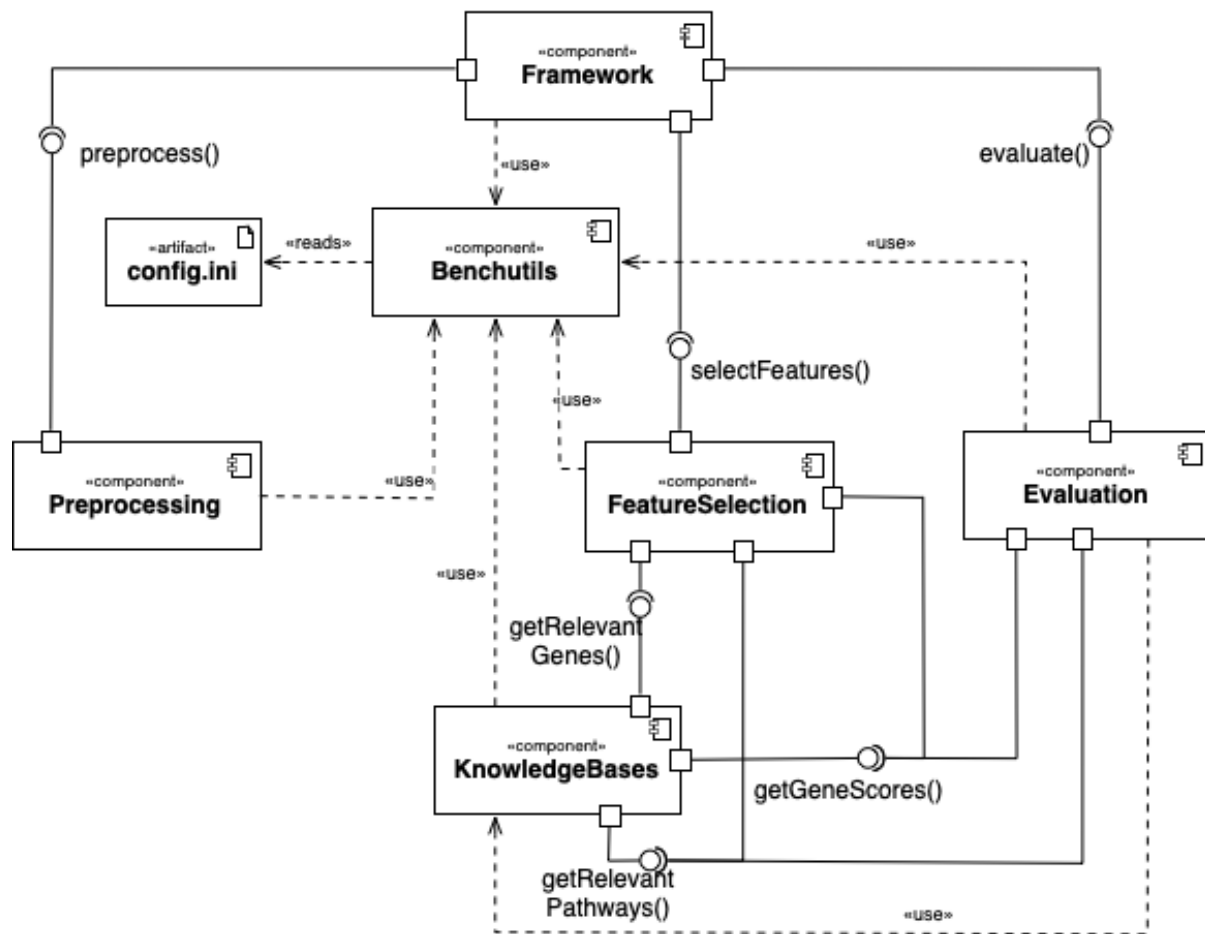 «component»
Framework
preprocess()
«use»
evaluate()
«artifact»
config.ini
«reads»
«component»
Benchutils
«use»
selectFeatures()
«use»
«component»
Preprocessing
«use»
«component»
FeatureSelection
«component»
Evaluation
«use»
getRelevant
Genes()
«component»
KnowledgeBases
getGeneScores()
getRelevant
Pathways()
«use»